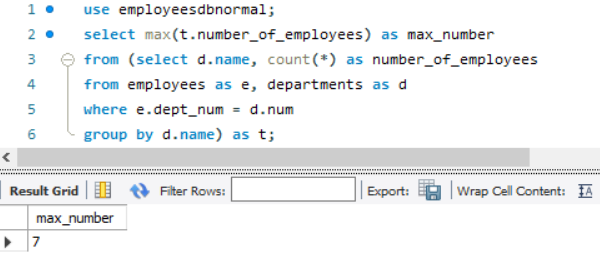 1 use employeesdbnormal;
2 select max(t.number_of_employees) as max_number
3 from (select d.name, count(*) as number_of_employees
4 from employees as e, departments as d
5 where e.dept_num = d.num
6 group by d.name) as t;
Result Grid Filter Rows: Export: Wrap Cell Content: IA
max_number
7